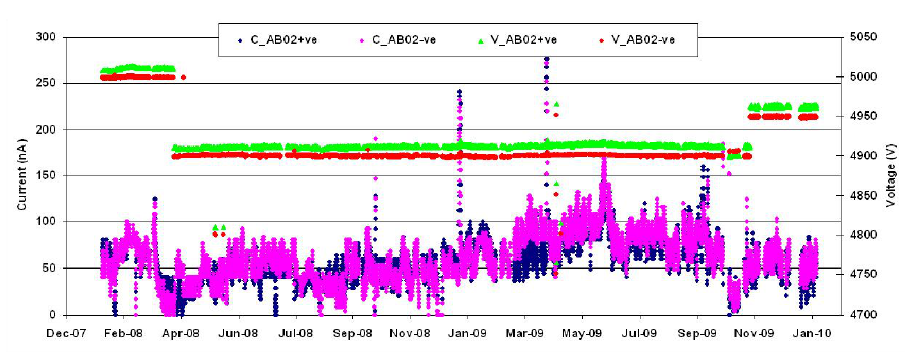 C_AB02+ve C_AB02-ve V_AB02+ve V_AB02-ve
300 5050
250 5000
200 4950
150 4900
100 4850
50 4800
0 4750
4700
Current (nA)
Voltage (V)
Dec-07 Feb-08 Apr-08 Jun-08 Jul-08 Sep-08 Nov-08 Jan-09 Mar-09 May-09 Jul-09 Sep-09 Nov-09 Jan-10